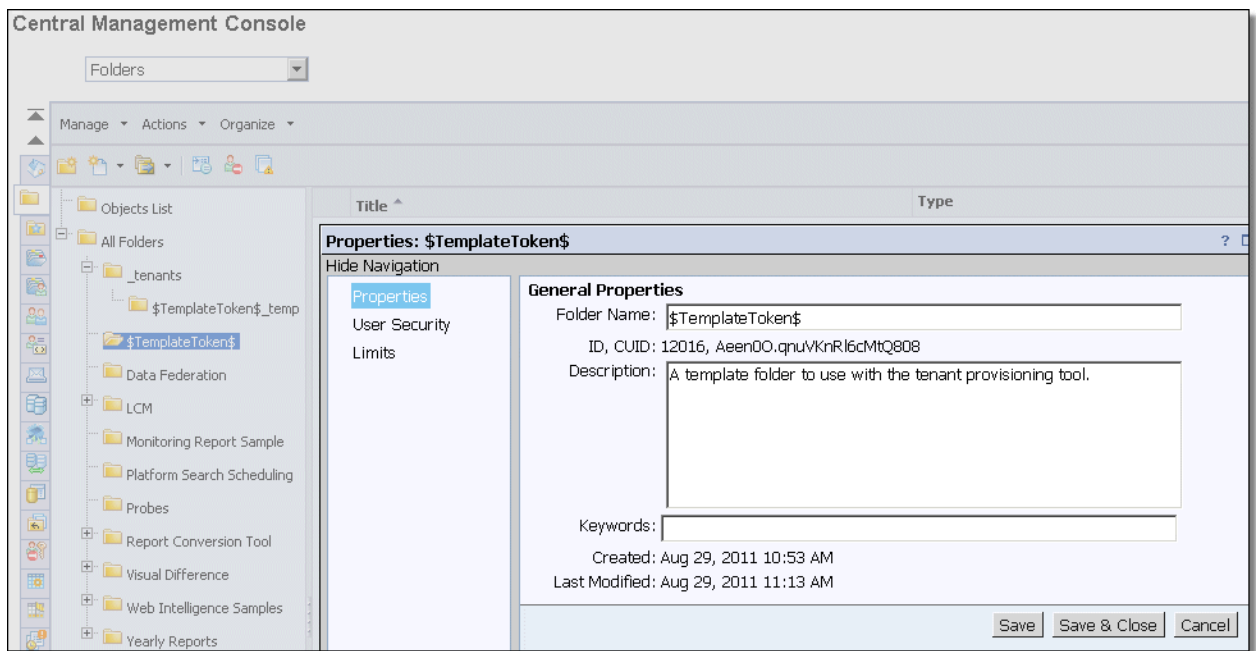 Central Management Console
Folders
Manage Actions Organize
Objects List
Title Type
All Folders
_tenants
$TemplateToken$_temp
$TemplateToken$
Data Federation
LCM
Monitoring Report Sample
Platform Search Scheduling
Probes
Report Conversion Tool
Visual Difference
Web Intelligence Samples
Yearly Reports
Properties: $TemplateToken$ ?
Hide Navigation
Properties
User Security
Limits
General Properties
Folder Name: $TemplateToken$
ID, CUID: 12016, Aeen0O.qnuVKnRl6cMtQ808
Description: A template folder to use with the tenant provisioning tool.
Keywords:
Created: Aug 29, 2011 10:53 AM
Last Modified: Aug 29, 2011 11:13 AM
Save Save & Close Cancel